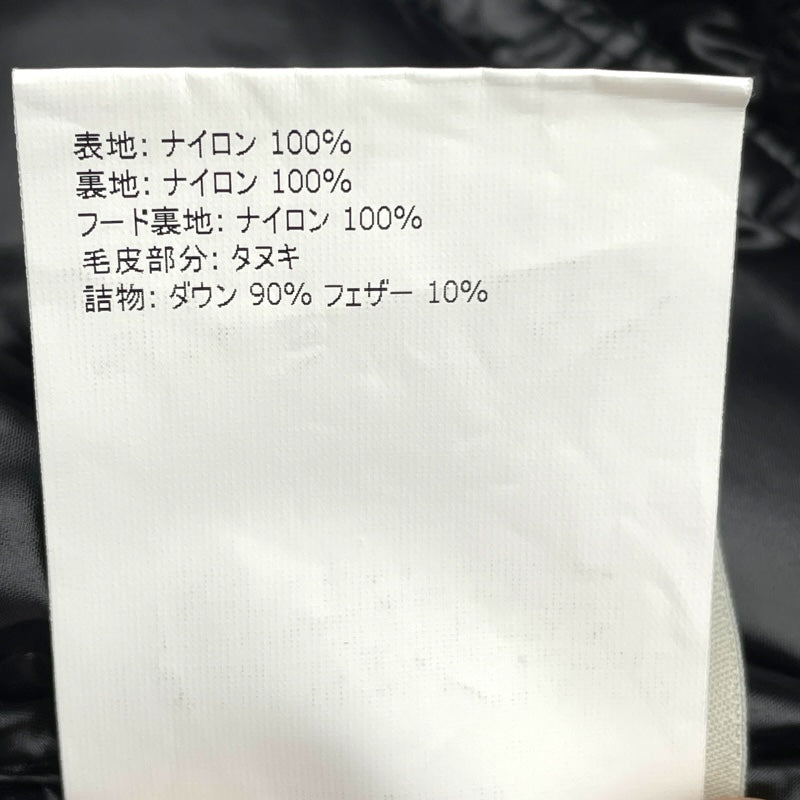 表地: ナイロン 100%
裏地: ナイロン 100%
フード裏地: ナイロン 100%
毛皮部分: タヌキ
詰物: ダウン 90% フェザー 10%